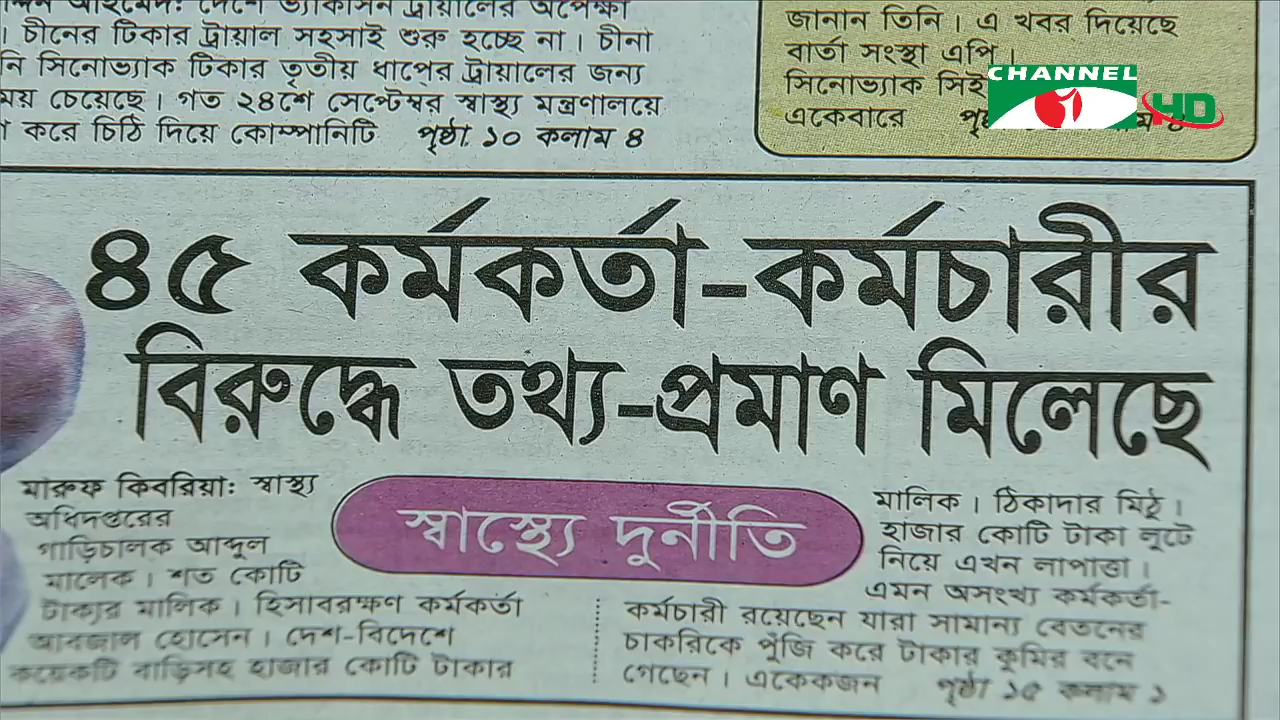 আহমেদ: দেশে ভ্যাকসিন ট্রায়ালের অপেক্ষা
। চীনের টিকার ট্রায়াল সহসাই শুরু হচ্ছে না। চীনা
নি সিনোভ্যাক টিকার তৃতীয় ধাপের ট্রায়ালের জন্য
ময় চেয়েছে। গত ২৪শে সেপ্টেম্বর স্বাস্থ্য মন্ত্রণালয়ে
করে চিঠি দিয়ে কোম্পানিটি পৃষ্ঠা ১০ কলাম ৪
জানান তিনি। এ খবর দিয়েছে
বার্তা সংস্থা এপি।
সিনোভ্যাক সিই
একেবারে
CHANNEL
i HD
৪৫ কর্মকর্তা-কর্মচারীর
বিরুদ্ধে তথ্য-প্রমাণ মিলেছে
স্বাস্থ্যে দুর্নীতি
মারুফ কিবরিয়া: স্বাস্থ্য
অধিদপ্তরের
গাড়িচালক আব্দুল
মালেক। শত কোটি
টাকার মালিক। হিসাবরক্ষণ কর্মকর্তা
আবজাল হোসেন। দেশ-বিদেশে
কয়েকটি বাড়িসহ হাজার কোটি টাকার
মালিক। ঠিকাদার মিঠু।
হাজার কোটি টাকা লুটে
নিয়ে এখন লাপাত্তা।
এমন অসংখ্য কর্মকর্তা-
কর্মচারী রয়েছেন যারা সামান্য বেতনের
চাকরিকে পুঁজি করে টাকার কুমির বনে
গেছেন। একেকজন পৃষ্ঠা ১৫ কলাম ১